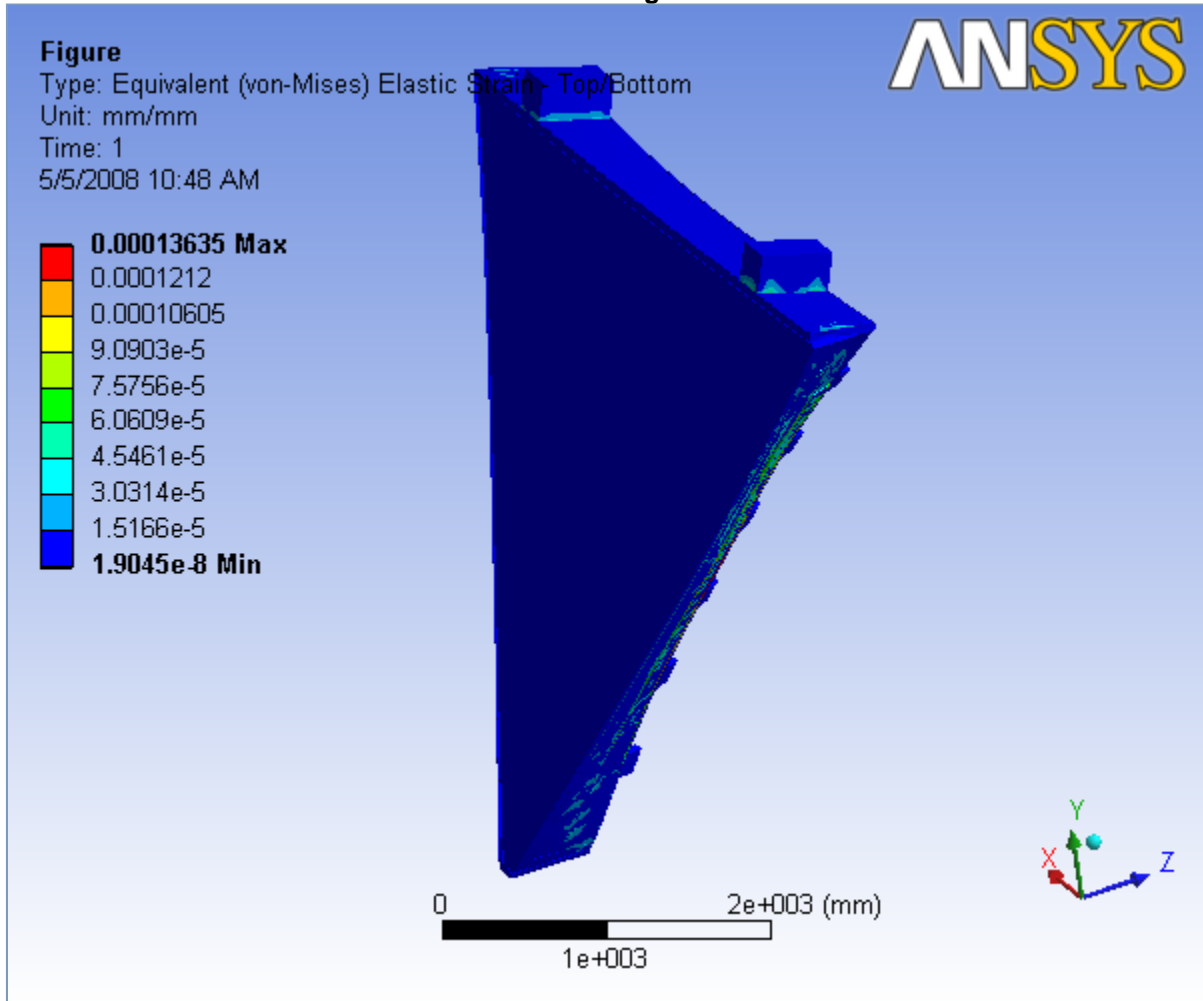 ANSYS
Figure
Type: Equivalent (von-Mises) Elastic Strain - Top/Bottom
Unit: mm/mm
Time: 1
5/5/2008 10:48 AM
0.00013635 Max
0.0001212
0.00010605
9.0903e-5
7.5756e-5
6.0609e-5
4.5461e-5
3.0314e-5
1.5166e-5
1.9045e-8 Min
Y
X
Z
0
2e+003 (mm)
1e+003